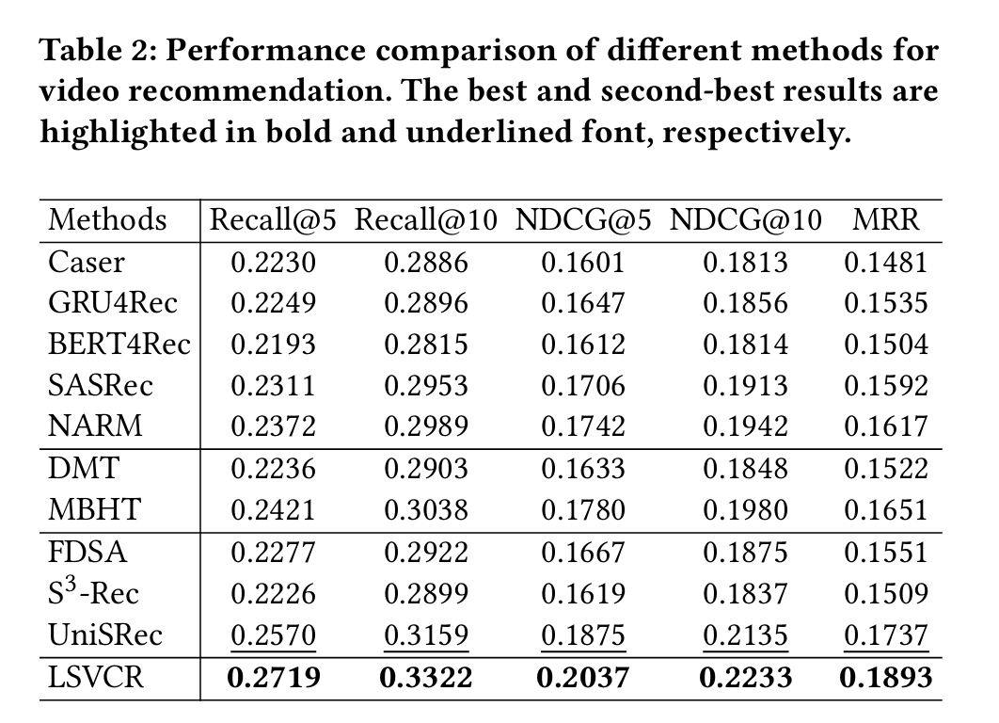 Table 2: Performance comparison of different methods for
video recommendation. The best and second-best results are
highlighted in bold and underlined font, respectively.
Methods Recall@5 Recall@10 NDCG@5 NDCG@10 MRR
Caser 0.2230 0.2886 0.1601 0.1813 0.1481
GRU4Rec 0.2249 0.2896 0.1647 0.1856 0.1535
BERT4Rec 0.2193 0.2815 0.1612 0.1814 0.1504
SASRec 0.2311 0.2953 0.1706 0.1913 0.1592
NARM 0.2372 0.2989 0.1742 0.1942 0.1617
DMT 0.2236 0.2903 0.1633 0.1848 0.1522
MBHT 0.2421 0.3038 0.1780 0.1980 0.1651
FDSA 0.2277 0.2922 0.1667 0.1875 0.1551
S³-Rec 0.2226 0.2899 0.1619 0.1837 0.1509
UniSRec 0.2570 0.3159 0.1875 0.2135 0.1737
LSVCR 0.2719 0.3322 0.2037 0.2233 0.1893